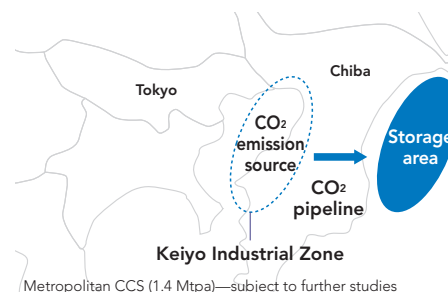 Chiba
Tokyo
CO2
emission
source
Storage
area
CO2
pipeline
Keiyo Industrial Zone
Metropolitan CCS (1.4 Mtpa)—subject to further studies